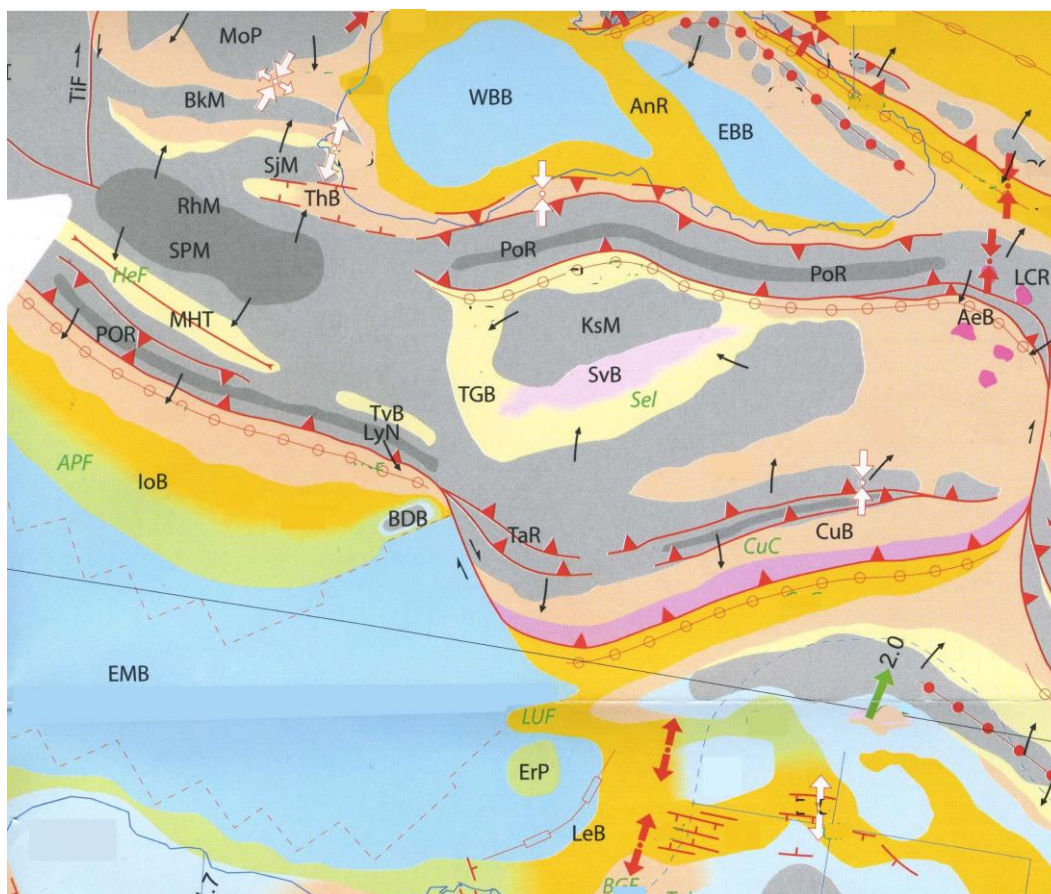 MoP
TiF
BkM
WBB
AnR
EBB
SjM
ThB
RhM
SPM
PoR
PoR
LCR
HeF
MHT
KsM
AeB
POR
SvB
TGB
Sel
TvB
LyN
APF
IoB
BDB
TaR
CuB
CuC
2.0
EMB
LUF
ErP
LeB